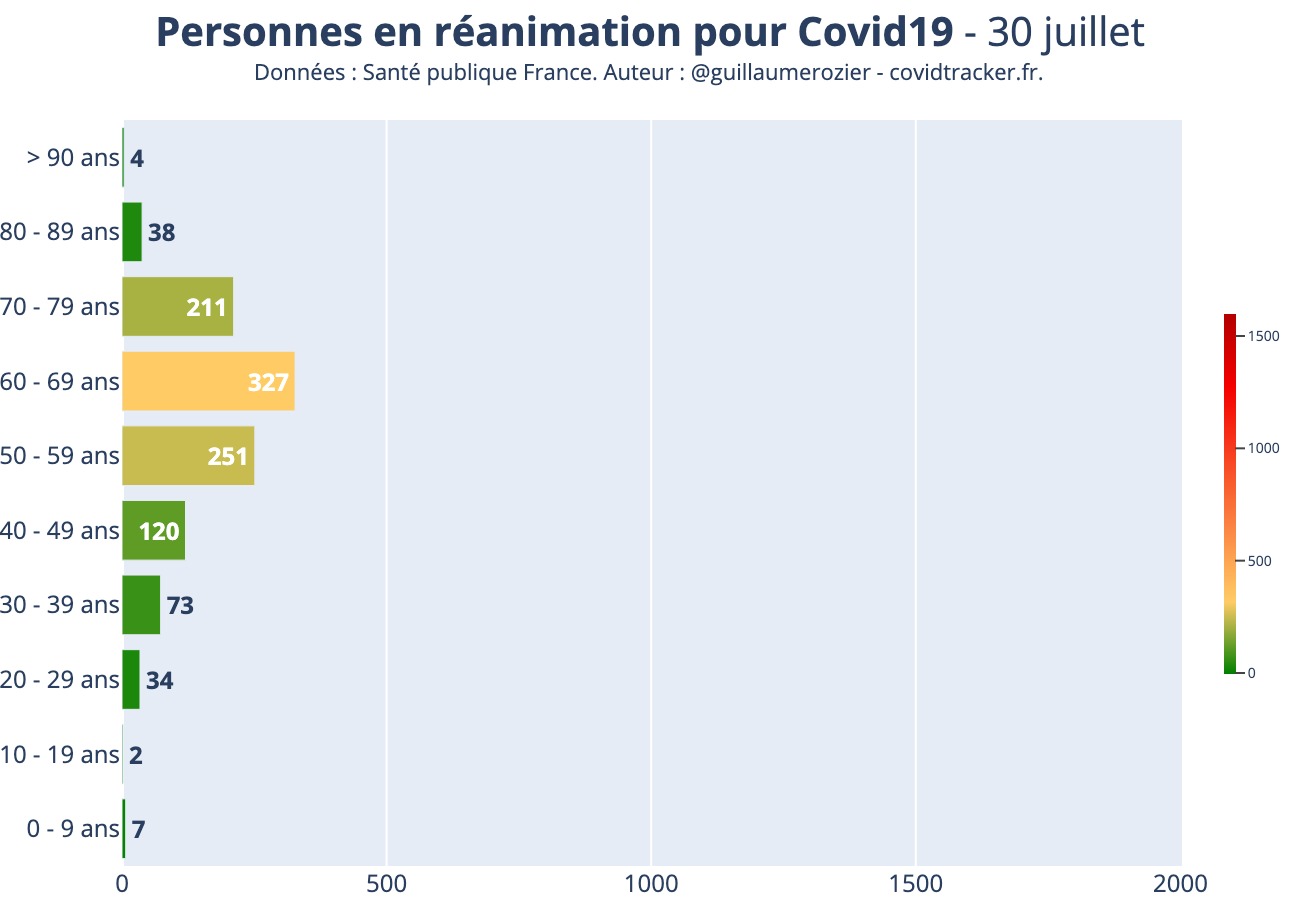 Personnes en réanimation pour Covid19 - 30 juillet
Données : Santé publique France. Auteur : @guillaumerozier - covidtracker.fr.
> 90 ans 4
80 - 89 ans 38
70 - 79 ans 211
60 - 69 ans 327
50 - 59 ans 251
40 - 49 ans 120
30 - 39 ans 73
20 - 29 ans 34
10 - 19 ans 2
0 - 9 ans 7
0 500 1000 1500 2000
1500
1000
500
0